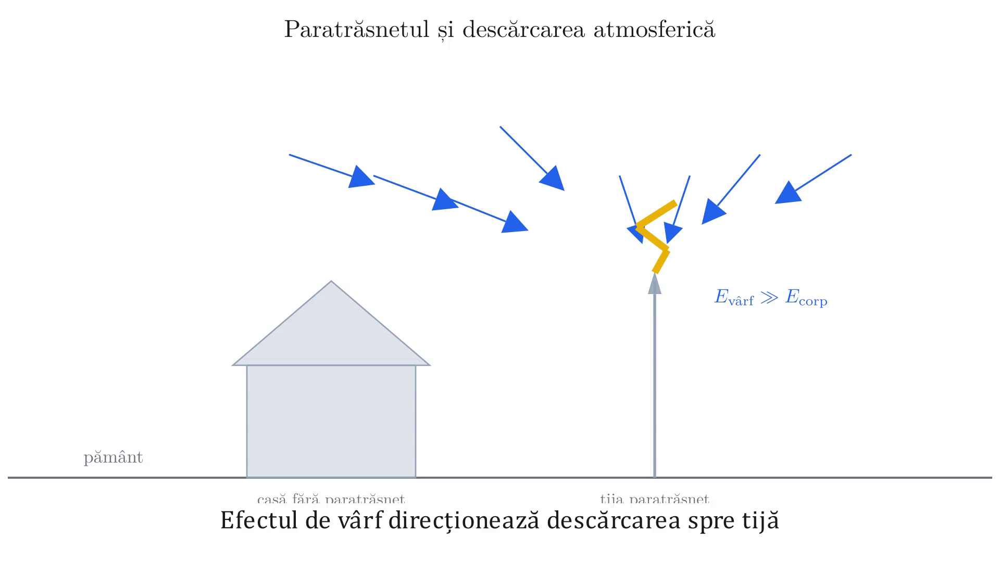 Paratrăsnetul și descărcarea atmosferică
E_vârf ≫ E_corp
pământ
casă fără paratrăsnet
tija paratrăsnet
Efectul de vârf direcționează descărcarea spre tijă